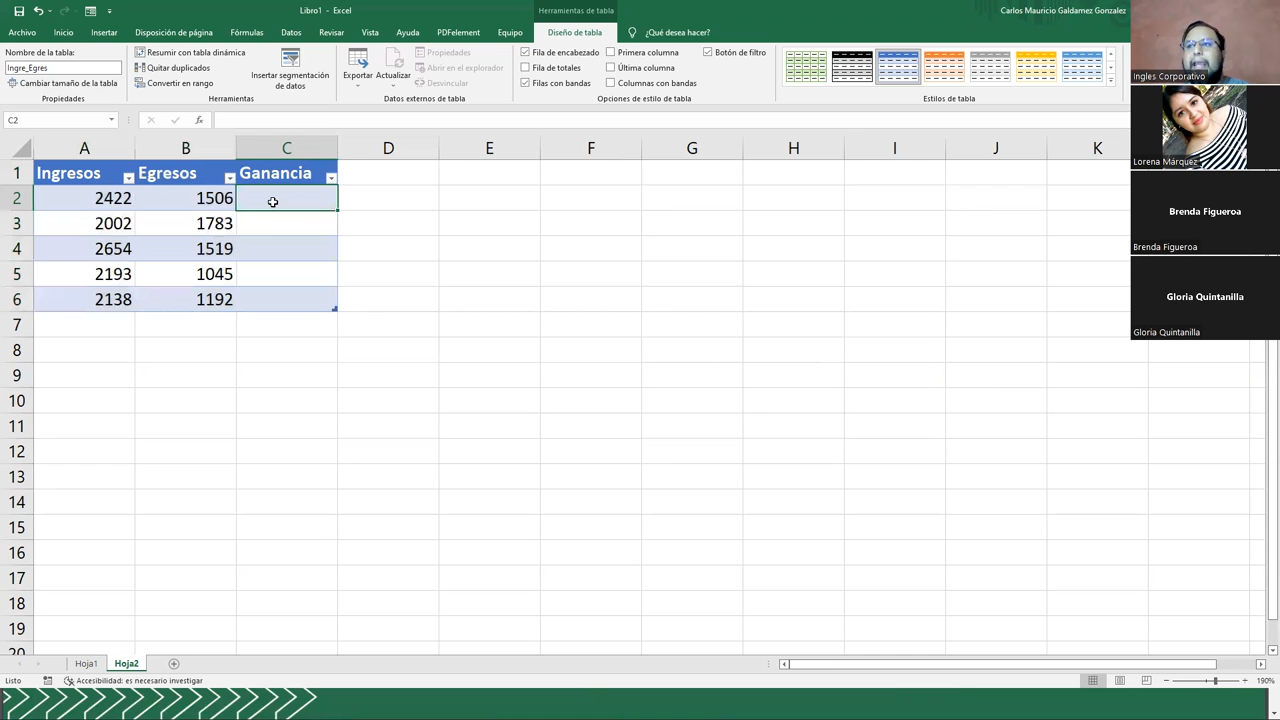 Libro1 - Excel
Herramientas de tabla
Carlos Mauricio Galdamez Gonzalez
Archivo Inicio Insertar Disposición de página Fórmulas Datos Revisar Vista Ayuda PDFelement Equipo Diseño de tabla ¿Qué desea hacer?
Nombre de la tabla:
Ingre_Egres
Cambiar tamaño de la tabla
Propiedades
Resumir con tabla dinámica
Quitar duplicados
Convertir en rango
Insertar segmentación de datos
Herramientas
Exportar Actualizar
Propiedades
Abrir en el explorador
Desvincular
Datos externos de tabla
Fila de encabezado Primera columna Botón de filtro
Fila de totales Última columna
Filas con bandas Columnas con bandas
Opciones de estilo de tabla
Estilos de tabla
C2 fx
A B C D E F G H I J K
1 Ingresos Egresos Ganancia
2 2422 1506
3 2002 1783
4 2654 1519
5 2193 1045
6 2138 1192
7
8
9
10
11
12
13
14
15
16
17
18
19
20
Ingles Corporativo
Lorena Márquez
Brenda Figueroa
Brenda Figueroa
Gloria Quintanilla
Gloria Quintanilla
Hoja1 Hoja2
Listo Accesibilidad: es necesario investigar 190%